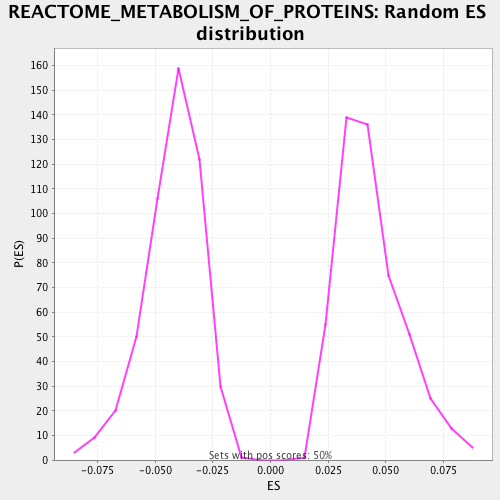 REACTOME_METABOLISM_OF_PROTEINS: Random ES
distribution
160
150
140
130
120
110
100
90
80
70
60
50
40
30
20
10
0
P(ES)
Sets with pos scores: 50%
-0.075 -0.050 -0.025 0.000 0.025 0.050 0.075
ES